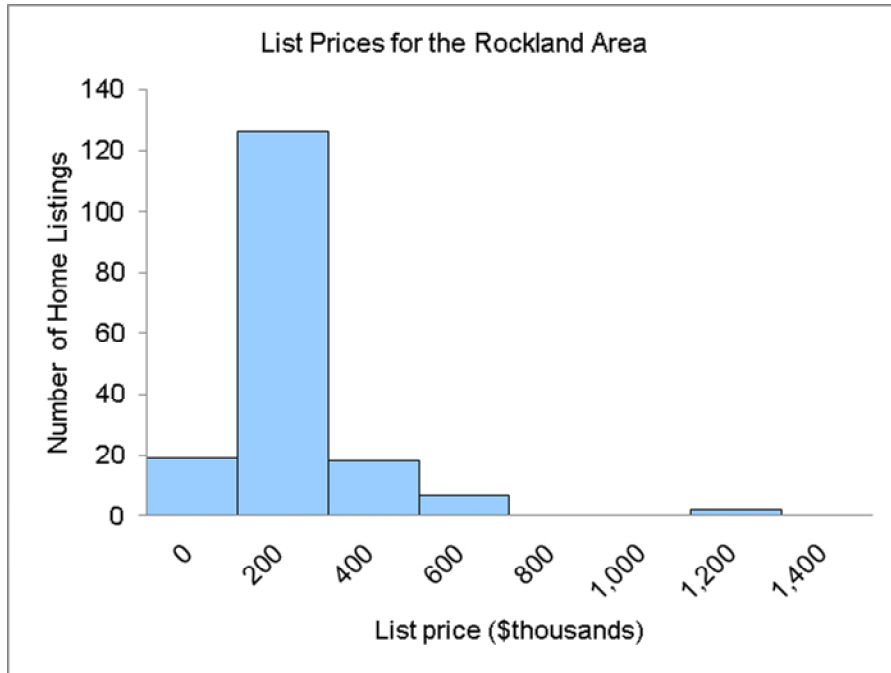 List Prices for the Rockland Area
140
120
100
80
60
40
20
0
Number of Home Listings
0 200 400 600 800 1,000 1,200 1,400
List price ($thousands)